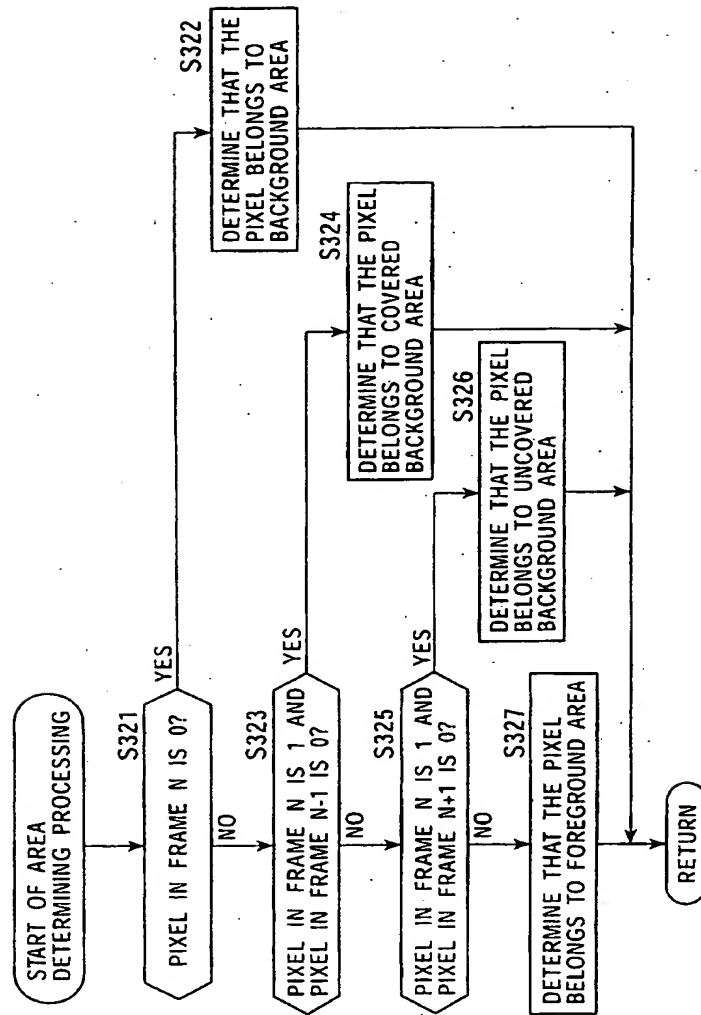 START OF AREA
DETERMINING PROCESSING
S321
PIXEL IN FRAME N IS 0?
YES
NO
S322
DETERMINE THAT THE
PIXEL BELONGS TO
BACKGROUND AREA
S323
PIXEL IN FRAME N IS 1 AND
PIXEL IN FRAME N-1 IS 0?
YES
NO
S324
DETERMINE THAT THE PIXEL
BELONGS TO COVERED
BACKGROUND AREA
S325
PIXEL IN FRAME N IS 1 AND
PIXEL IN FRAME N+1 IS 0?
YES
NO
S326
DETERMINE THAT THE PIXEL
BELONGS TO UNCOVERED
BACKGROUND AREA
S327
DETERMINE THAT THE PIXEL
BELONGS TO FOREGROUND AREA
RETURN